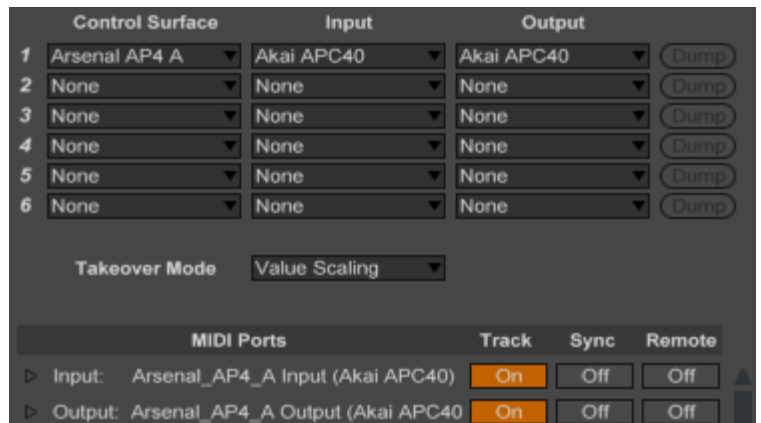 Control Surface Input Output
1 Arsenal AP4 A Akai APC40 Akai APC40 Dump
2 None None None Dump
3 None None None Dump
4 None None None Dump
5 None None None Dump
6 None None None Dump
Takeover Mode Value Scaling
MIDI Ports Track Sync Remote
Input: Arsenal_AP4_A Input (Akai APC40) On Off Off
Output: Arsenal_AP4_A Output (Akai APC40 On Off Off